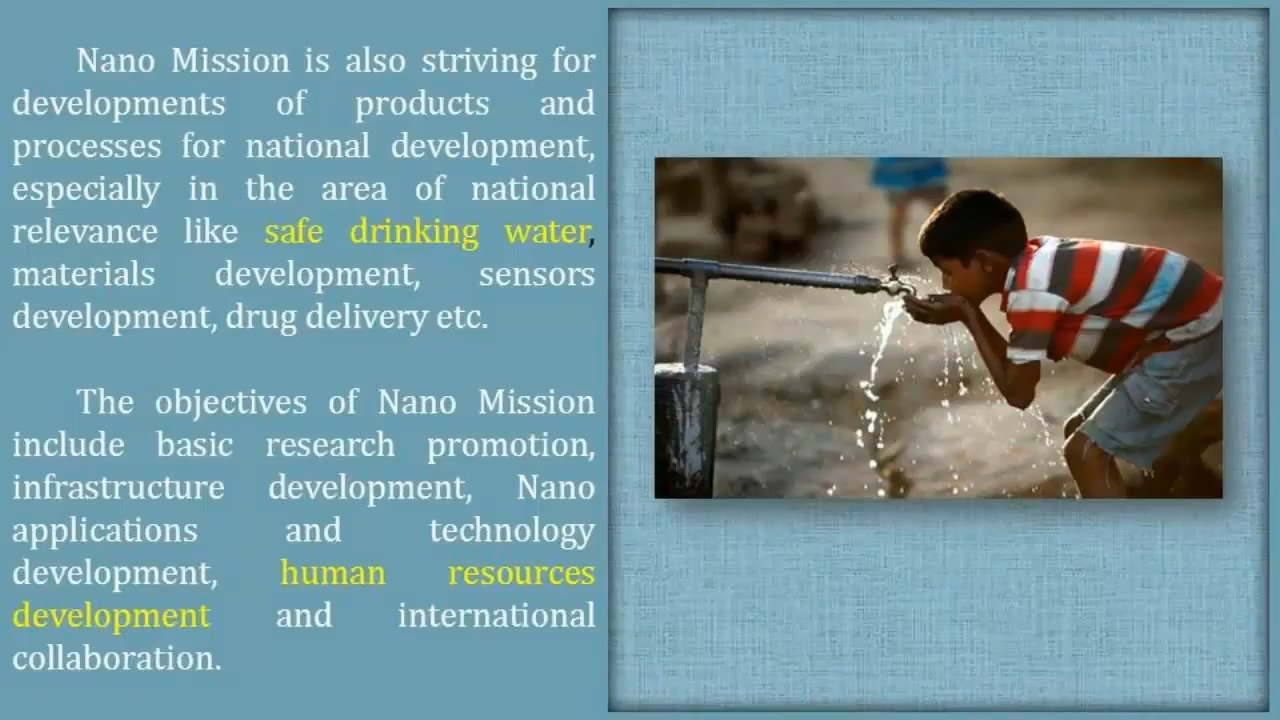 Nano Mission is also striving for
developments of products and
processes for national development,
especially in the area of national
relevance like safe drinking water,
materials development, sensors
development, drug delivery etc.
The objectives of Nano Mission
include basic research promotion,
infrastructure development, Nano
applications and technology
development, human resources
development and international
collaboration.